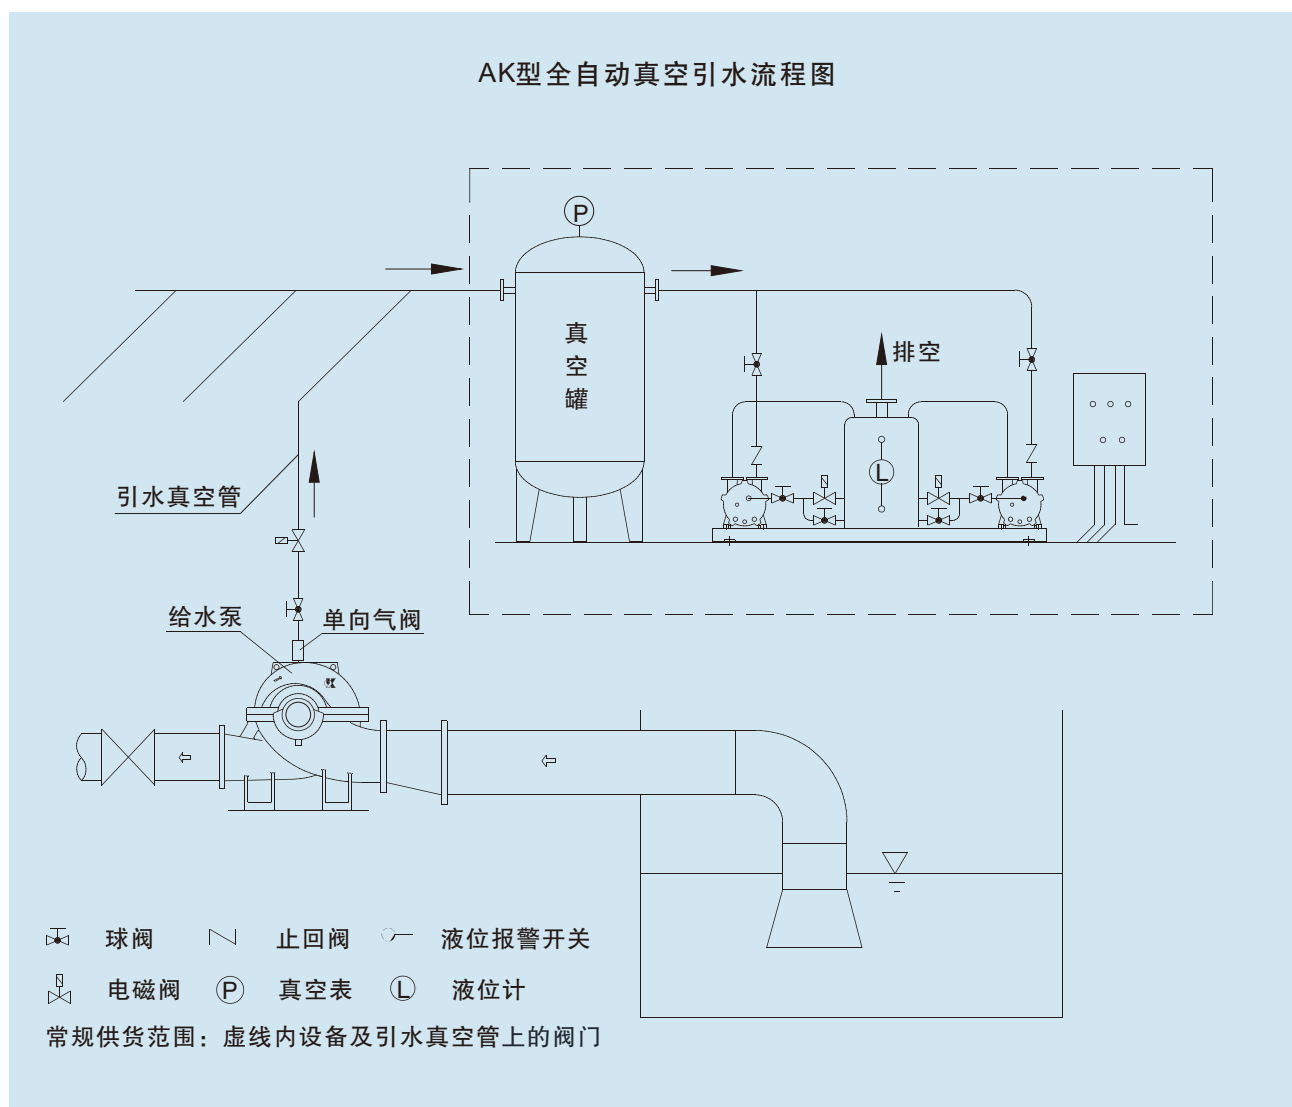 AK型全自动真空引水流程图
P
真
空
罐
排空
L
引水真空管
给水泵
单向气阀
球阀 止回阀 液位报警开关
电磁阀 P 真空表 L 液位计
常规供货范围：虚线内设备及引水真空管上的阀门